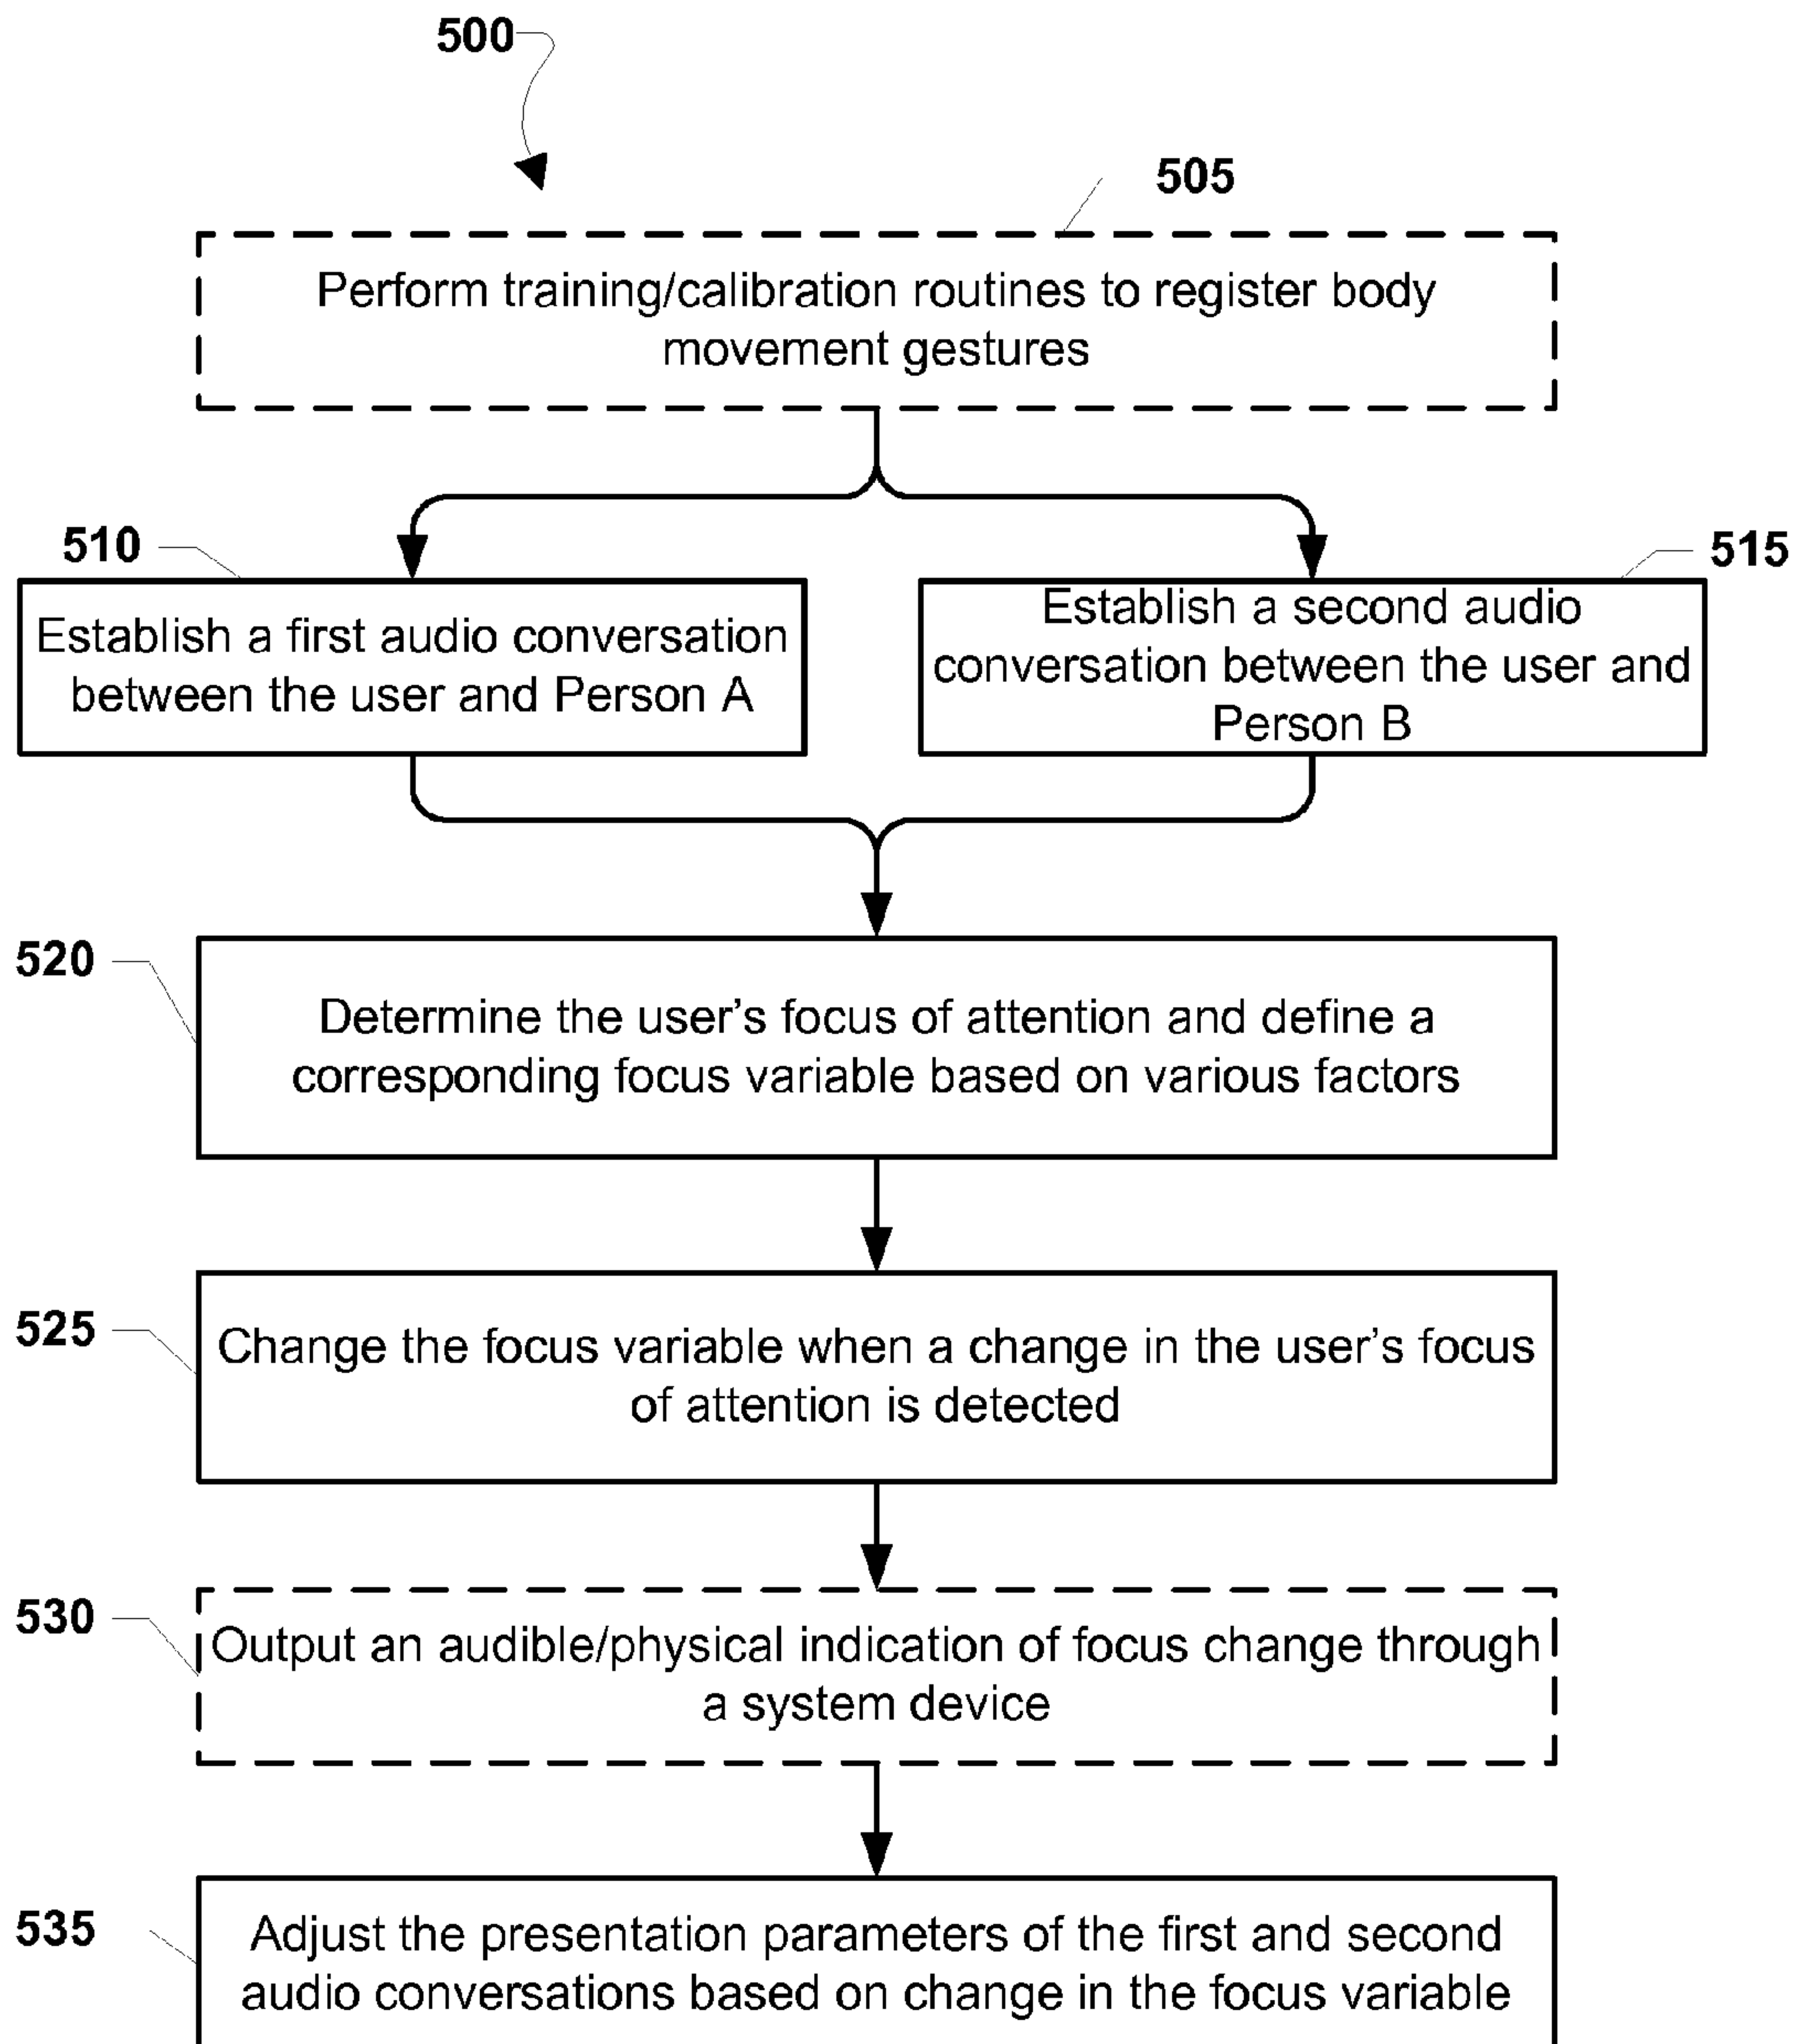 500
505
Perform training/calibration routines to register body
movement gestures
510
Establish a first audio conversation
between the user and Person A
515
Establish a second audio
conversation between the user and
Person B
520
Determine the user's focus of attention and define a
corresponding focus variable based on various factors
525
Change the focus variable when a change in the user's focus
of attention is detected
530
Output an audible/physical indication of focus change through
a system device
535
Adjust the presentation parameters of the first and second
audio conversations based on change in the focus variable